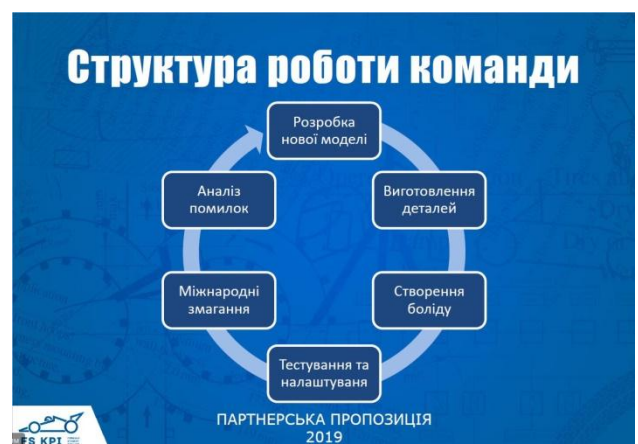 Структура роботи команди
Розробка
нової моделі
Виготовлення
деталей
Створення
боліду
Тестування та
налаштуваня
Міжнародні
змагання
Аналіз
помилок
ПАРТНЕРСЬКА ПРОПОЗИЦІЯ
2019
FS KPI